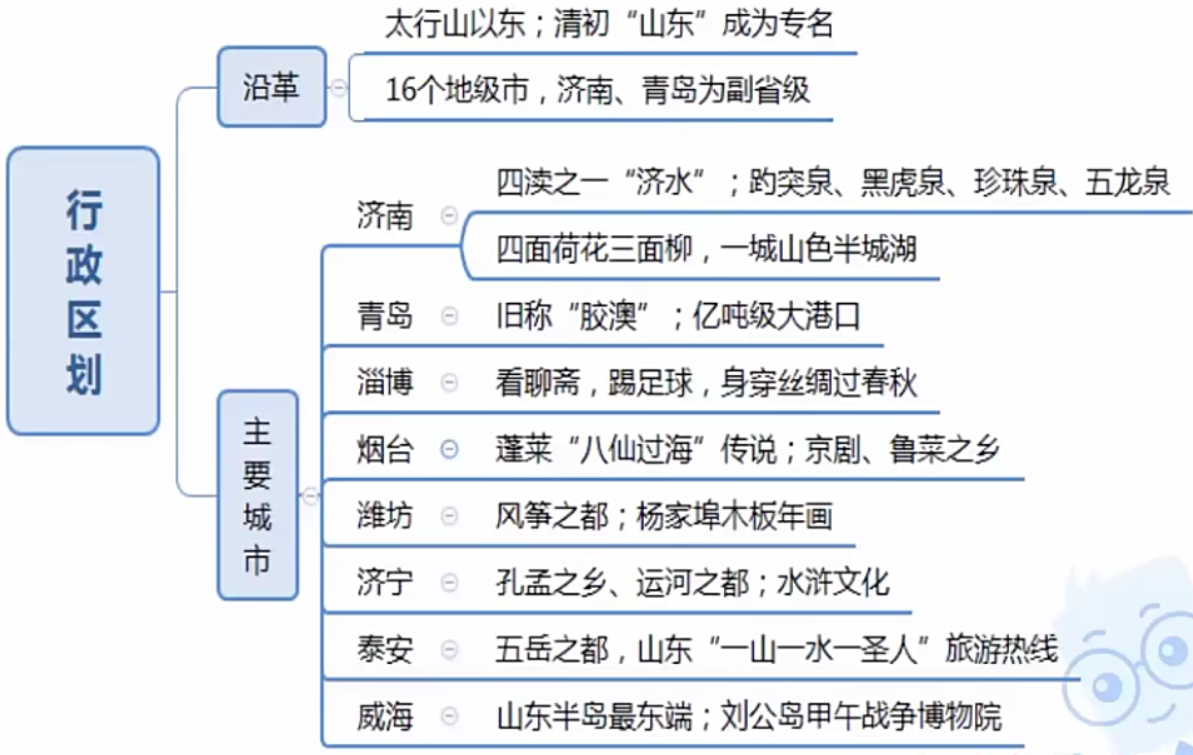 行政区划
沿革
太行山以东；清初“山东”成为专名
16个地级市，济南、青岛为副省级
主要城市
济南
四渎之一“济水”；趵突泉、黑虎泉、珍珠泉、五龙泉
四面荷花三面柳，一城山色半城湖
青岛 旧称“胶澳”；亿吨级大港口
淄博 看聊斋，踢足球，身穿丝绸过春秋
烟台 蓬莱“八仙过海”传说；京剧、鲁菜之乡
潍坊 风筝之都；杨家埠木板年画
济宁 孔孟之乡、运河之都；水浒文化
泰安 五岳之都，山东“一山一水一圣人”旅游热线
威海 山东半岛最东端；刘公岛甲午战争博物院